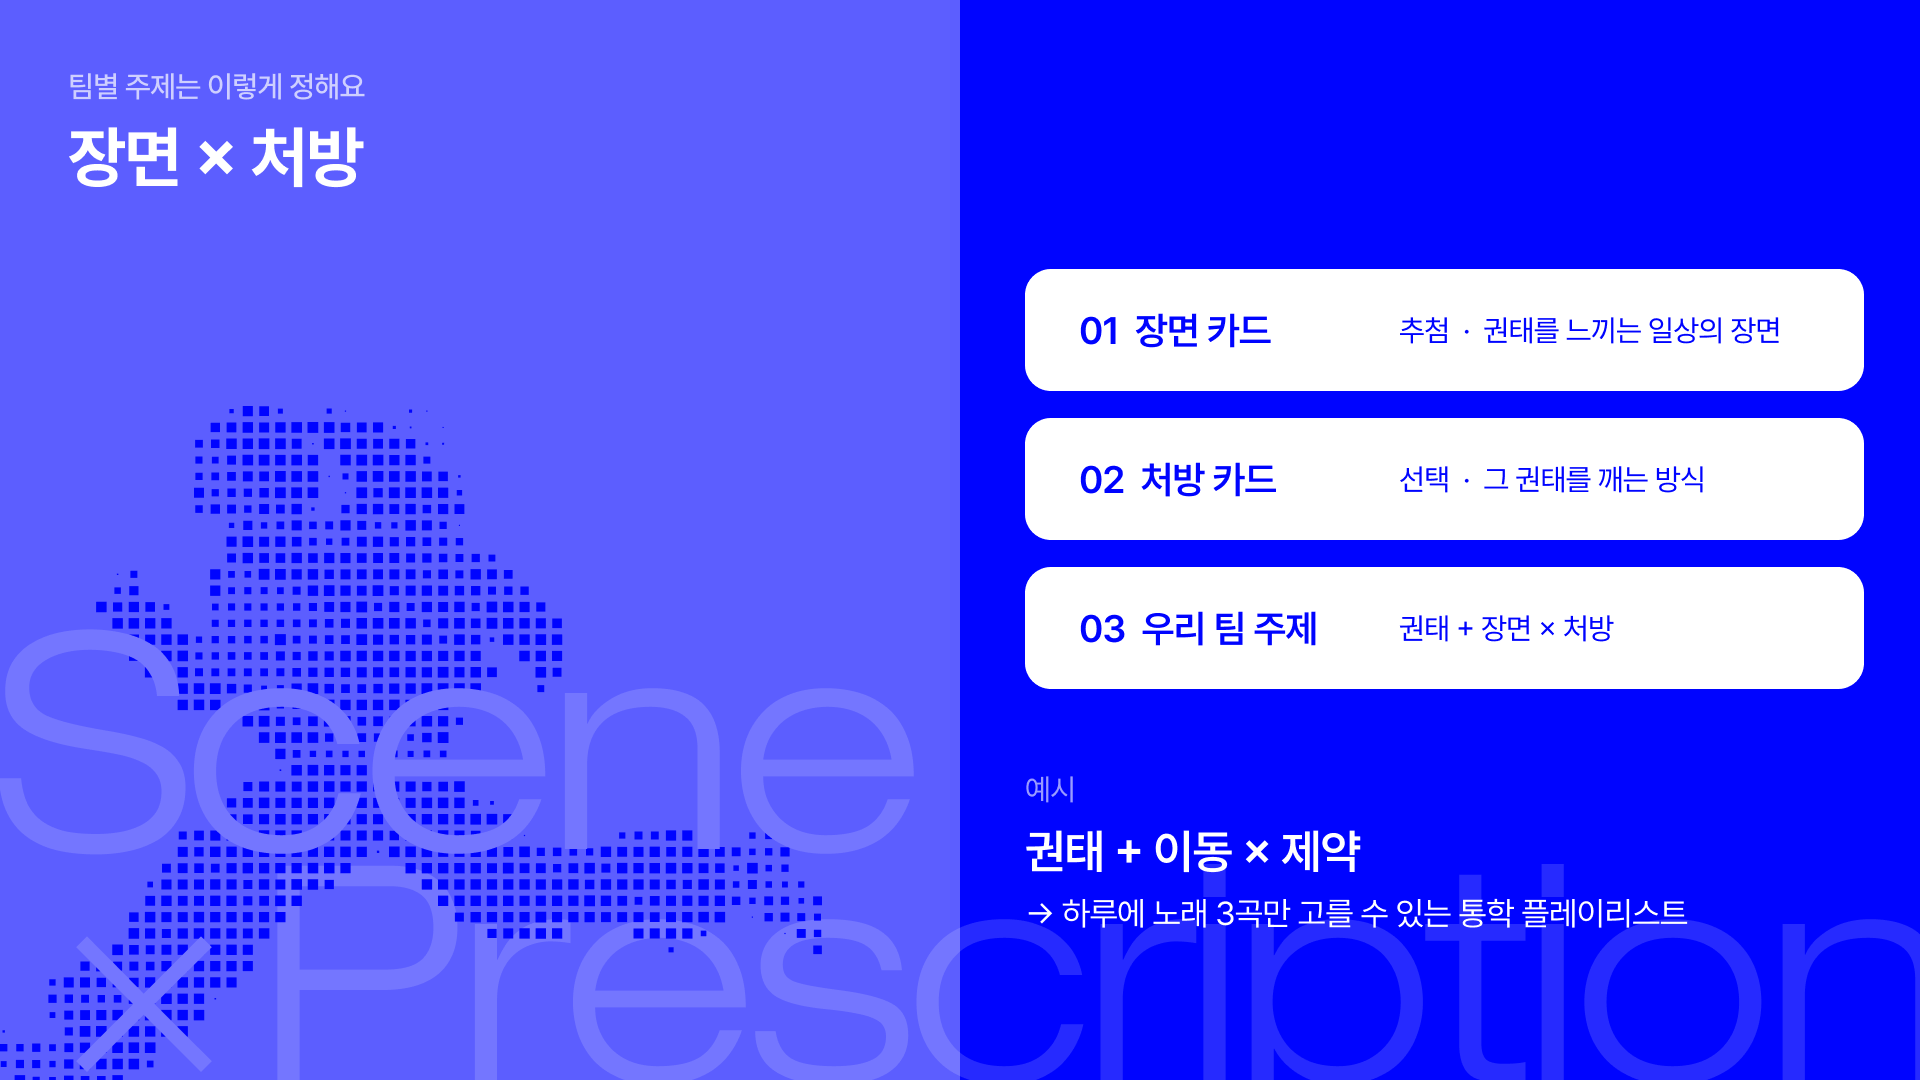 팀별 주제는 이렇게 정해요
장면 × 처방
01 장면 카드
추첨 · 권태를 느끼는 일상의 장면
02 처방 카드
선택 · 그 권태를 깨는 방식
03 우리 팀 주제
권태 + 장면 × 처방
예시
권태 + 이동 × 제약
→ 하루에 노래 3곡만 고를 수 있는 통학 플레이리스트
Scene
×Prescription